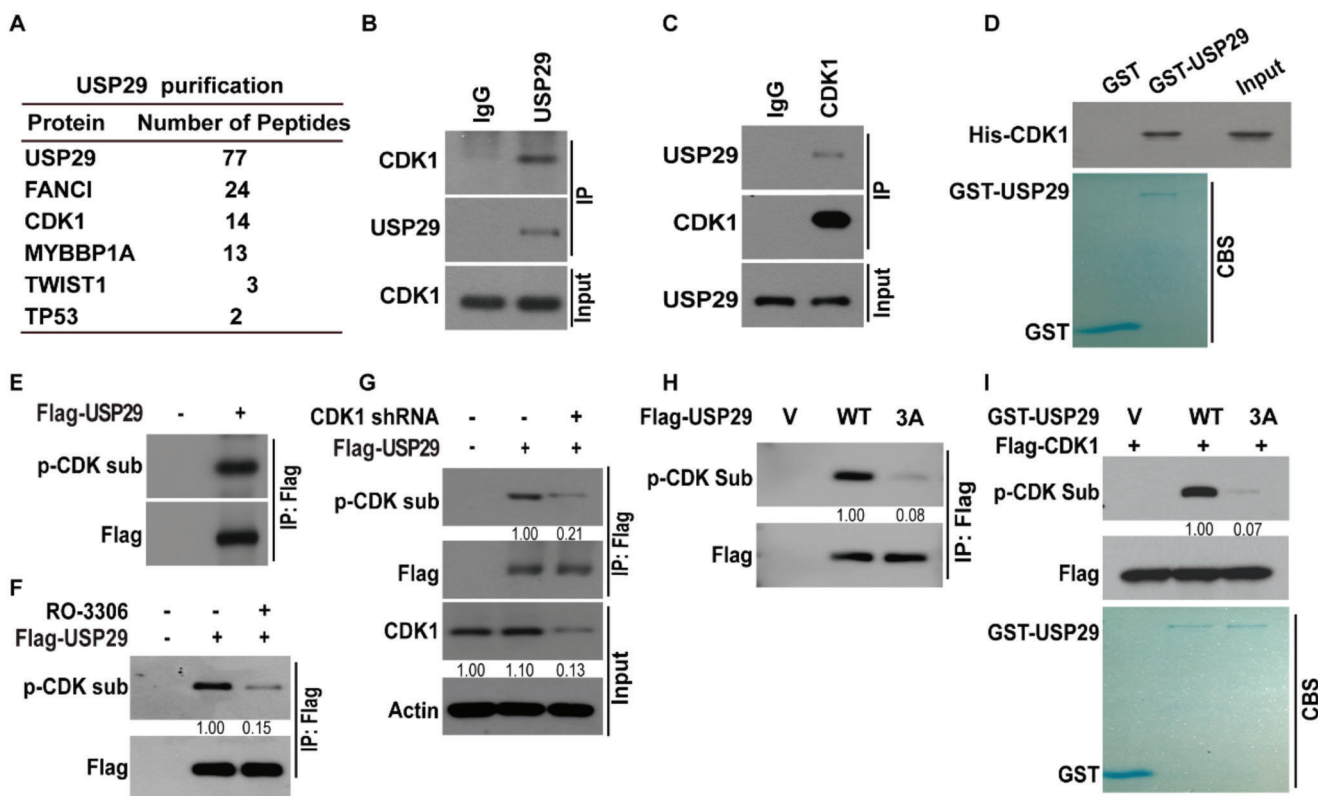 A
USP29 purification
Protein Number of Peptides
USP29 77
FANCI 24
CDK1 14
MYBBP1A 13
TWIST1 3
TP53 2
B
IgG USP29
CDK1
USP29
IP
CDK1
Input
C
IgG CDK1
USP29
CDK1
IP
USP29
Input
D
GST GST-USP29 Input
His-CDK1
GST-USP29
GST
CBS
E
Flag-USP29 - +
p-CDK sub
Flag
IP: Flag
F
RO-3306 - - +
Flag-USP29 - + +
p-CDK sub
1.00 0.15
Flag
IP: Flag
G
CDK1 shRNA - - +
Flag-USP29 - + +
p-CDK sub
1.00 0.21
Flag
IP: Flag
CDK1
1.00 1.10 0.13
Actin
Input
H
Flag-USP29 V WT 3A
p-CDK Sub
1.00 0.08
Flag
IP: Flag
I
GST-USP29 V WT 3A
Flag-CDK1 + + +
p-CDK Sub
1.00 0.07
Flag
GST-USP29
GST
CBS